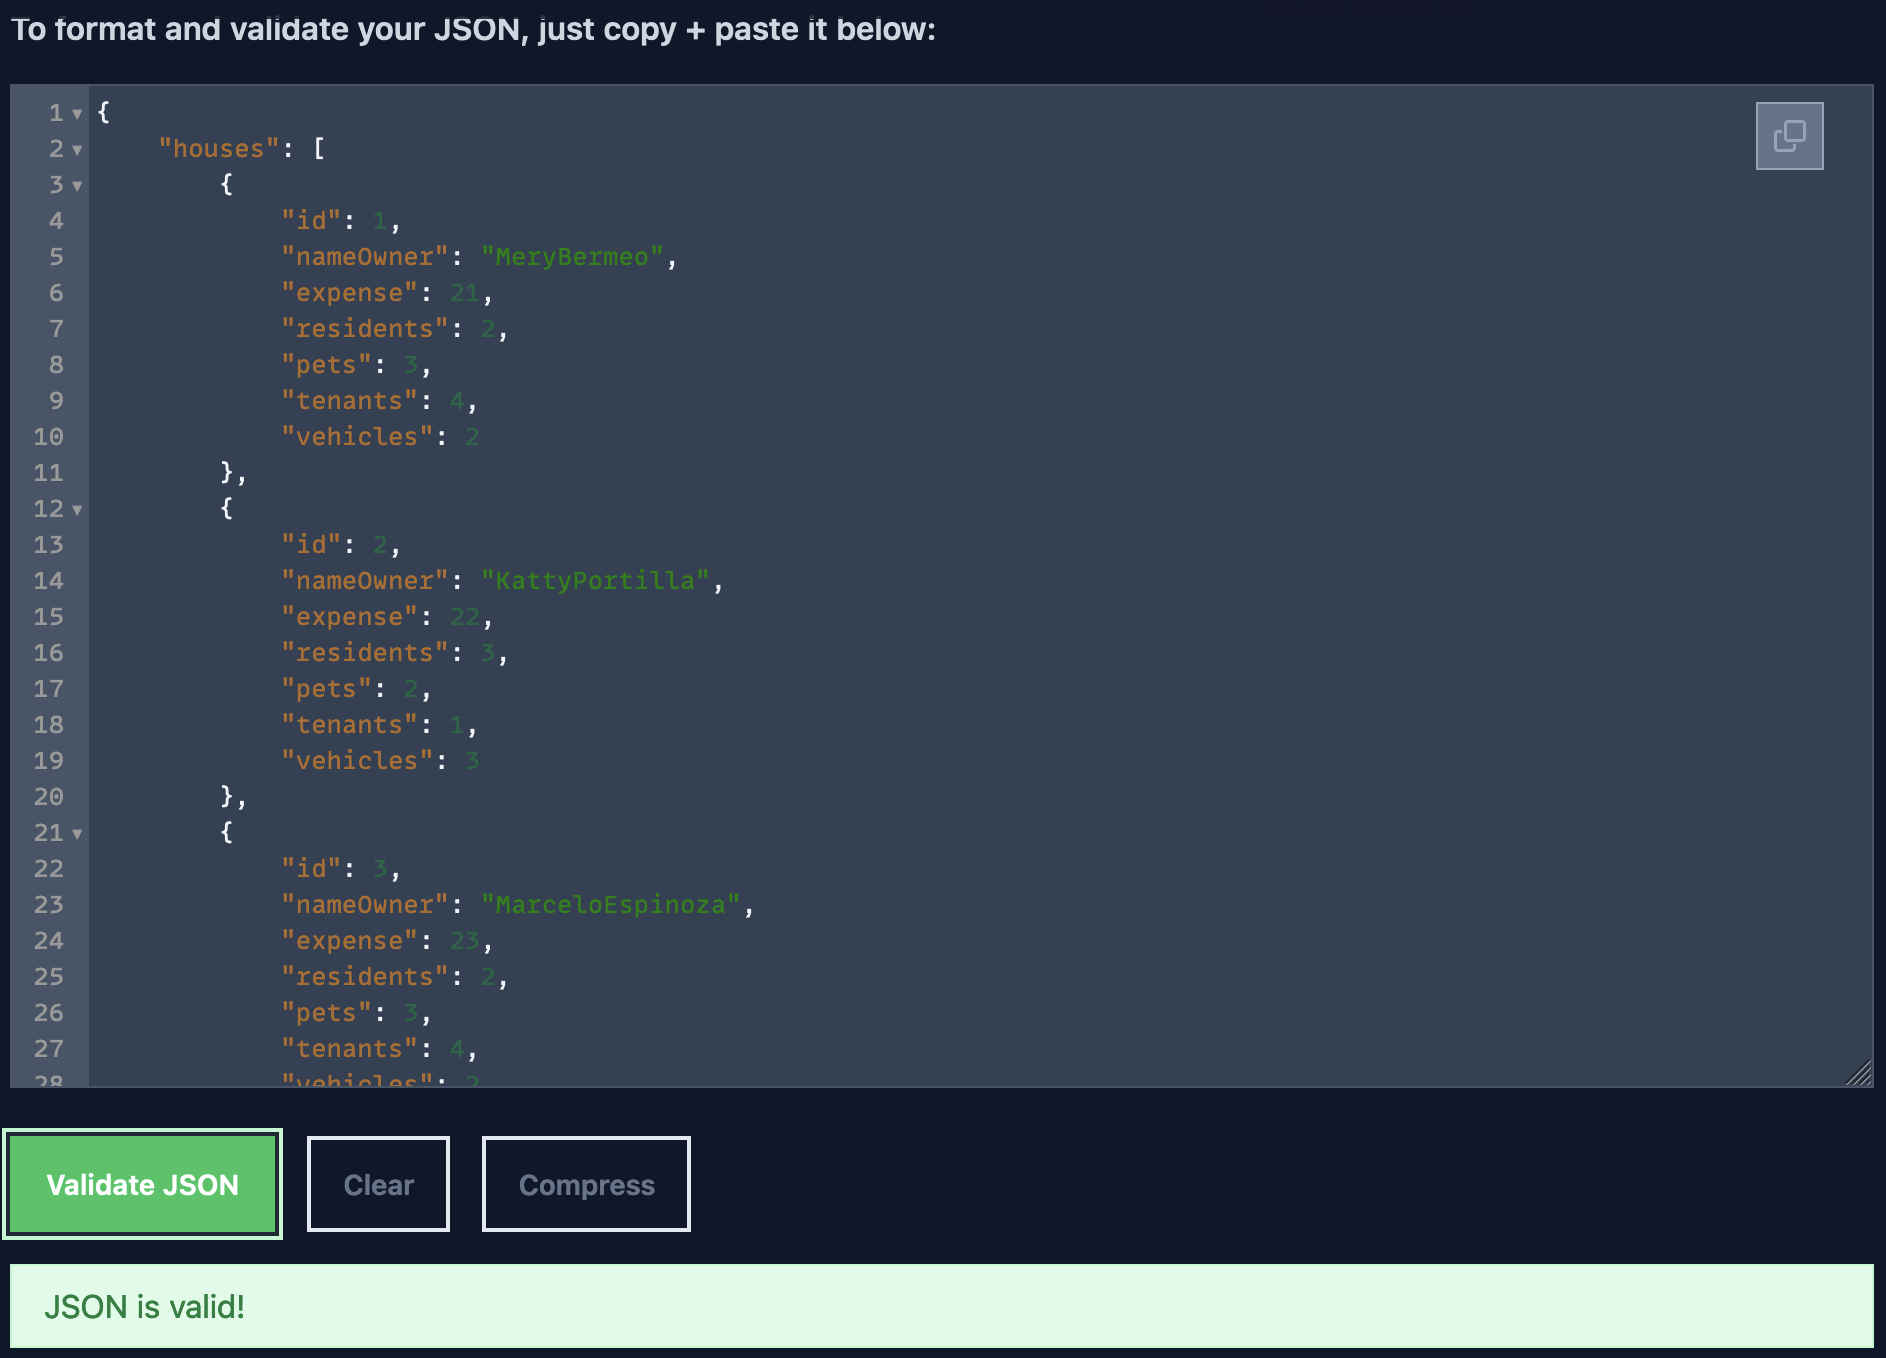 To format and validate your JSON, just copy + paste it below:
1 {
2     "houses": [
3         {
4             "id": 1,
5             "nameOwner": "MeryBermeo",
6             "expense": 21,
7             "residents": 2,
8             "pets": 3,
9             "tenants": 4,
10             "vehicles": 2
11         },
12         {
13             "id": 2,
14             "nameOwner": "KattyPortilla",
15             "expense": 22,
16             "residents": 3,
17             "pets": 2,
18             "tenants": 1,
19             "vehicles": 3
20         },
21         {
22             "id": 3,
23             "nameOwner": "MarceloEspinoza",
24             "expense": 23,
25             "residents": 2,
26             "pets": 3,
27             "tenants": 4,
28             "vehicles": 2
Validate JSON
Clear
Compress
JSON is valid!